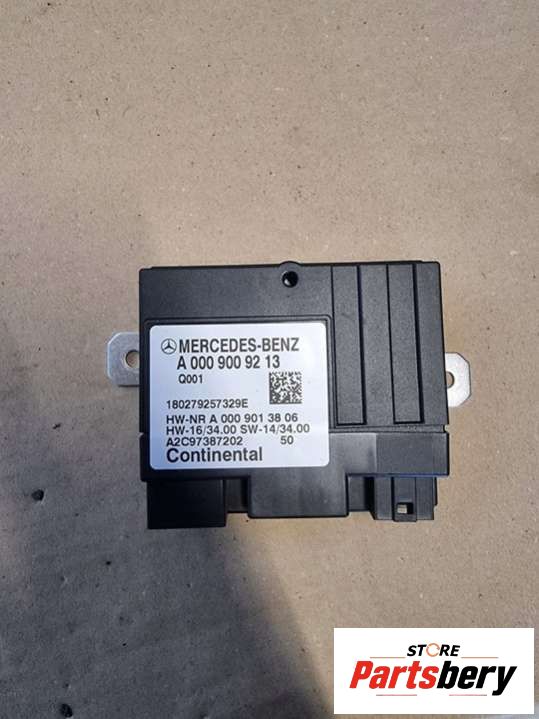 MERCEDES-BENZ
A 000 900 92 13
Q001
180279257329E
HW-NR A 000 901 38 06
HW-16/34.00 SW-14/34.00
A2C97387202 50
Continental
STORE
Partsbery